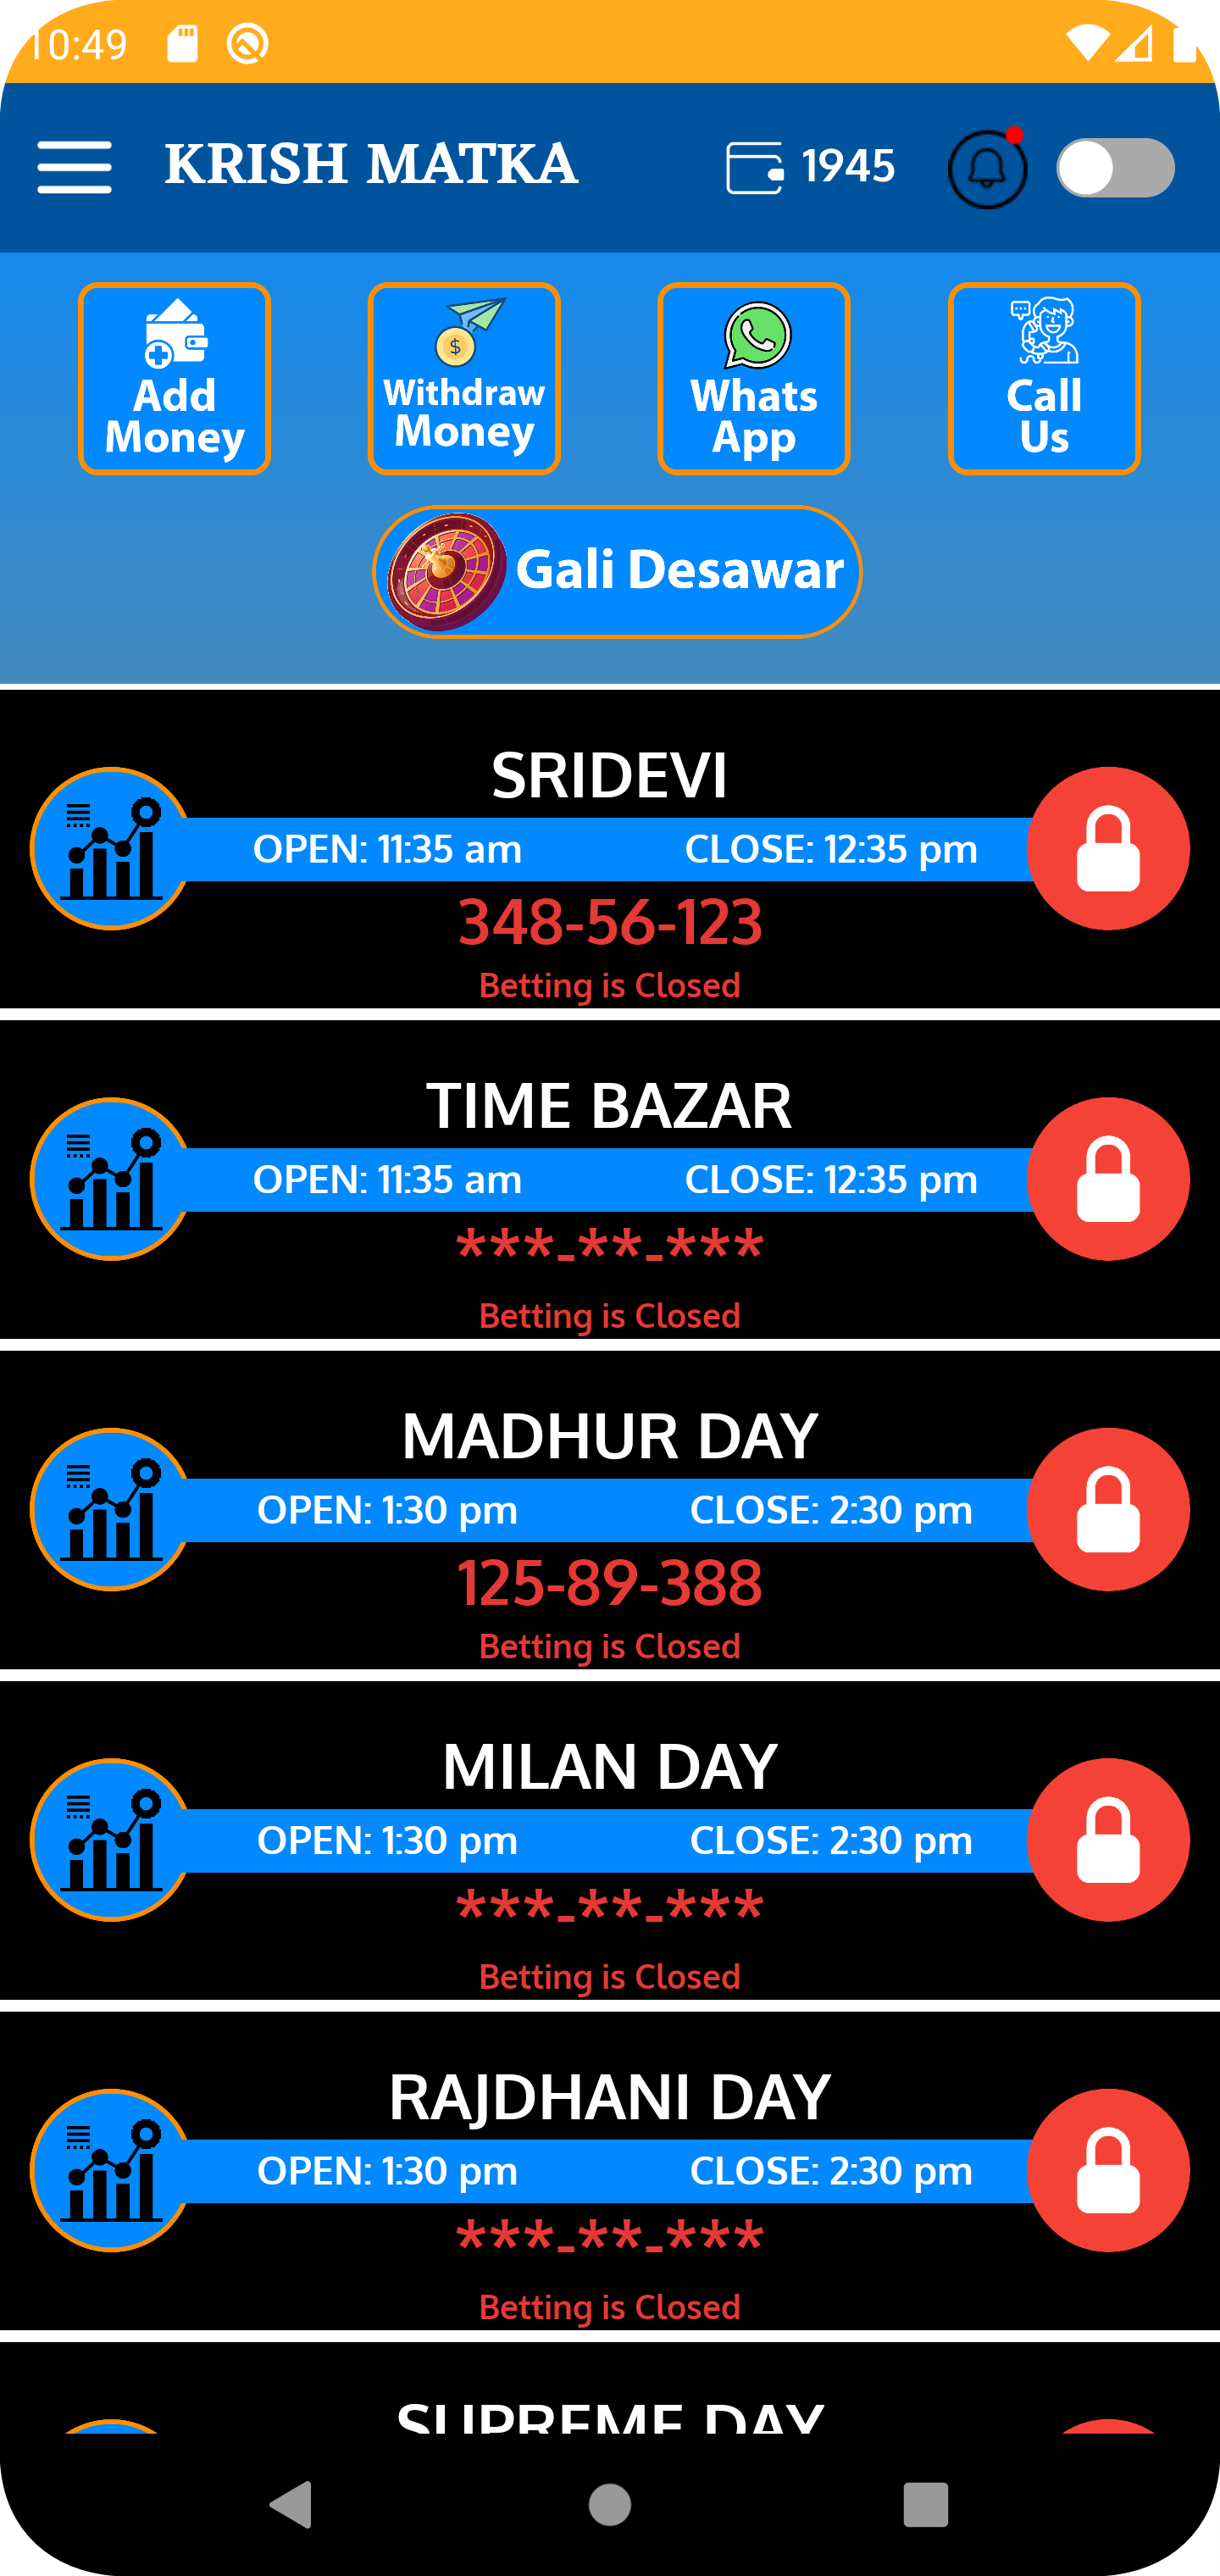 10:49
KRISH MATKA
1945
Add
Money
Withdraw
Money
Whats
App
Call
Us
$
Gali Desawar
SRIDEVI
OPEN: 11:35 am CLOSE: 12:35 pm
348-56-123
Betting is Closed
TIME BAZAR
OPEN: 11:35 am CLOSE: 12:35 pm
***-**-***
Betting is Closed
MADHUR DAY
OPEN: 1:30 pm CLOSE: 2:30 pm
125-89-388
Betting is Closed
MILAN DAY
OPEN: 1:30 pm CLOSE: 2:30 pm
***-**-***
Betting is Closed
RAJDHANI DAY
OPEN: 1:30 pm CLOSE: 2:30 pm
***-**-***
Betting is Closed
SUPREME DAY